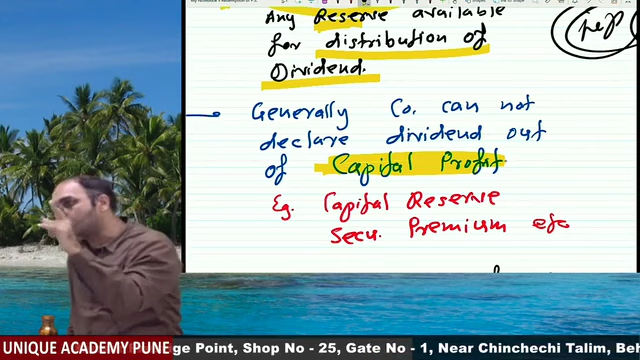 Any Reserve available
for distribution of
Dividend.
Generally Co. can not
declare dividend out
of Capital Profit
Eg. Capital Reserve
Secu. Premium etc
UNIQUE ACADEMY PUNE
ge Point, Shop No - 25, Gate No - 1, Near Chinchechi Talim, Beh